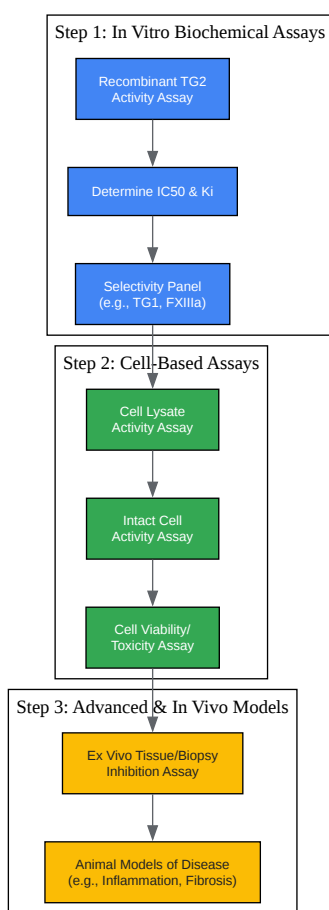 Step 1: In Vitro Biochemical Assays
Recombinant TG2
Activity Assay
Determine IC50 & Ki
Selectivity Panel
(e.g., TG1, FXIIIa)
Step 2: Cell-Based Assays
Cell Lysate
Activity Assay
Intact Cell
Activity Assay
Cell Viability/
Toxicity Assay
Step 3: Advanced & In Vivo Models
Ex Vivo Tissue/Biopsy
Inhibition Assay
Animal Models of Disease
(e.g., Inflammation, Fibrosis)